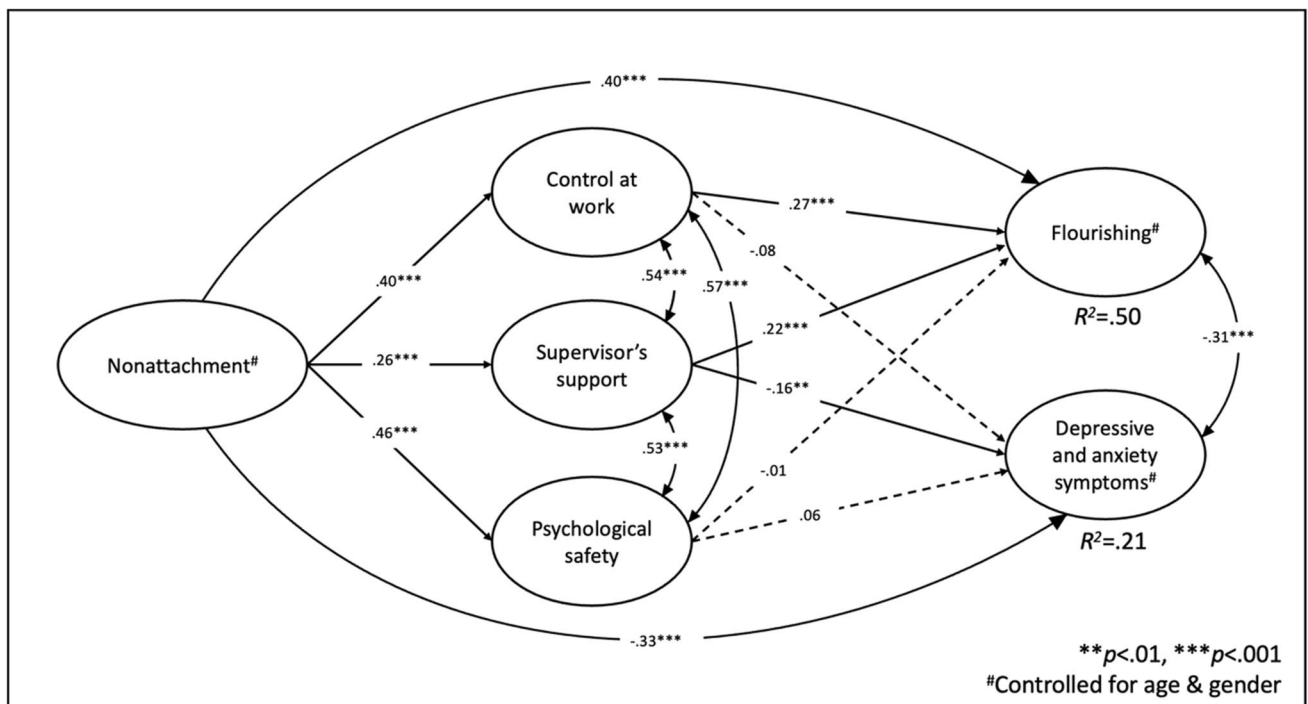 .40***
Control at
work
.27***
Flourishing#
R²=.50
-.08
.40***
.54***
.57***
Nonattachment#
.26***
Supervisor's
support
.22***
-.16**
-.31***
.46***
.53***
Depressive
and anxiety
symptoms#
R²=.21
Psychological
safety
-.01
.06
-.33***
**p<.01, ***p<.001
#Controlled for age & gender